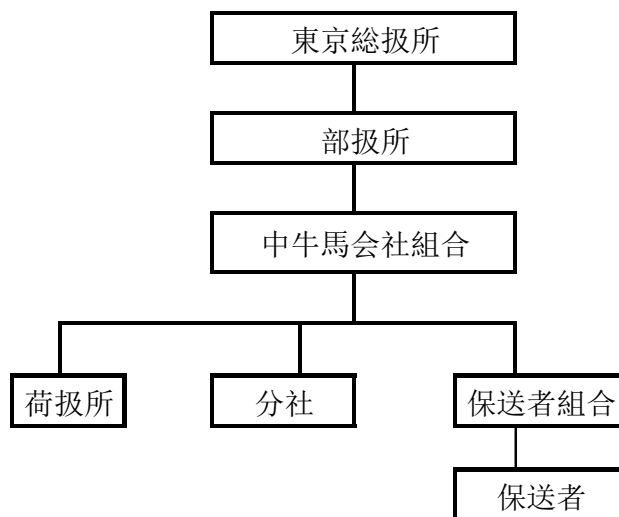 東京総扱所
部扱所
中牛馬会社組合
荷扱所
分社
保送者組合
保送者